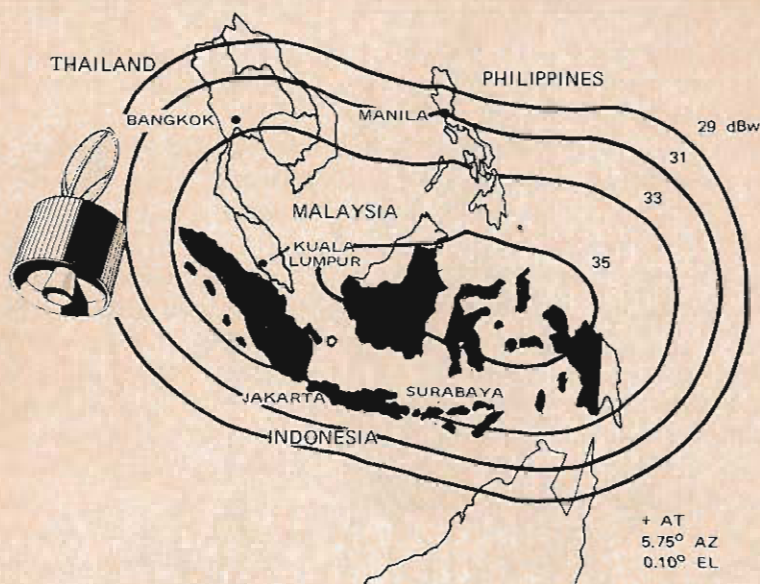 THAILAND
PHILIPPINES
BANGKOK
MANILA
29 dBw
31
33
MALAYSIA
KUALA
LUMPUR
35
JAKARTA
SURABAYA
INDONESIA
+ AT
5.75° AZ
0.10° EL